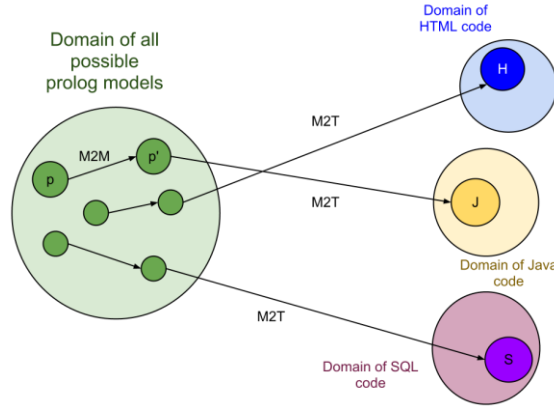 Domain of all
possible
prolog models
Domain of
HTML code
H
M2T
M2M
p
p'
M2T
J
Domain of Java
code
M2T
Domain of SQL
code
S